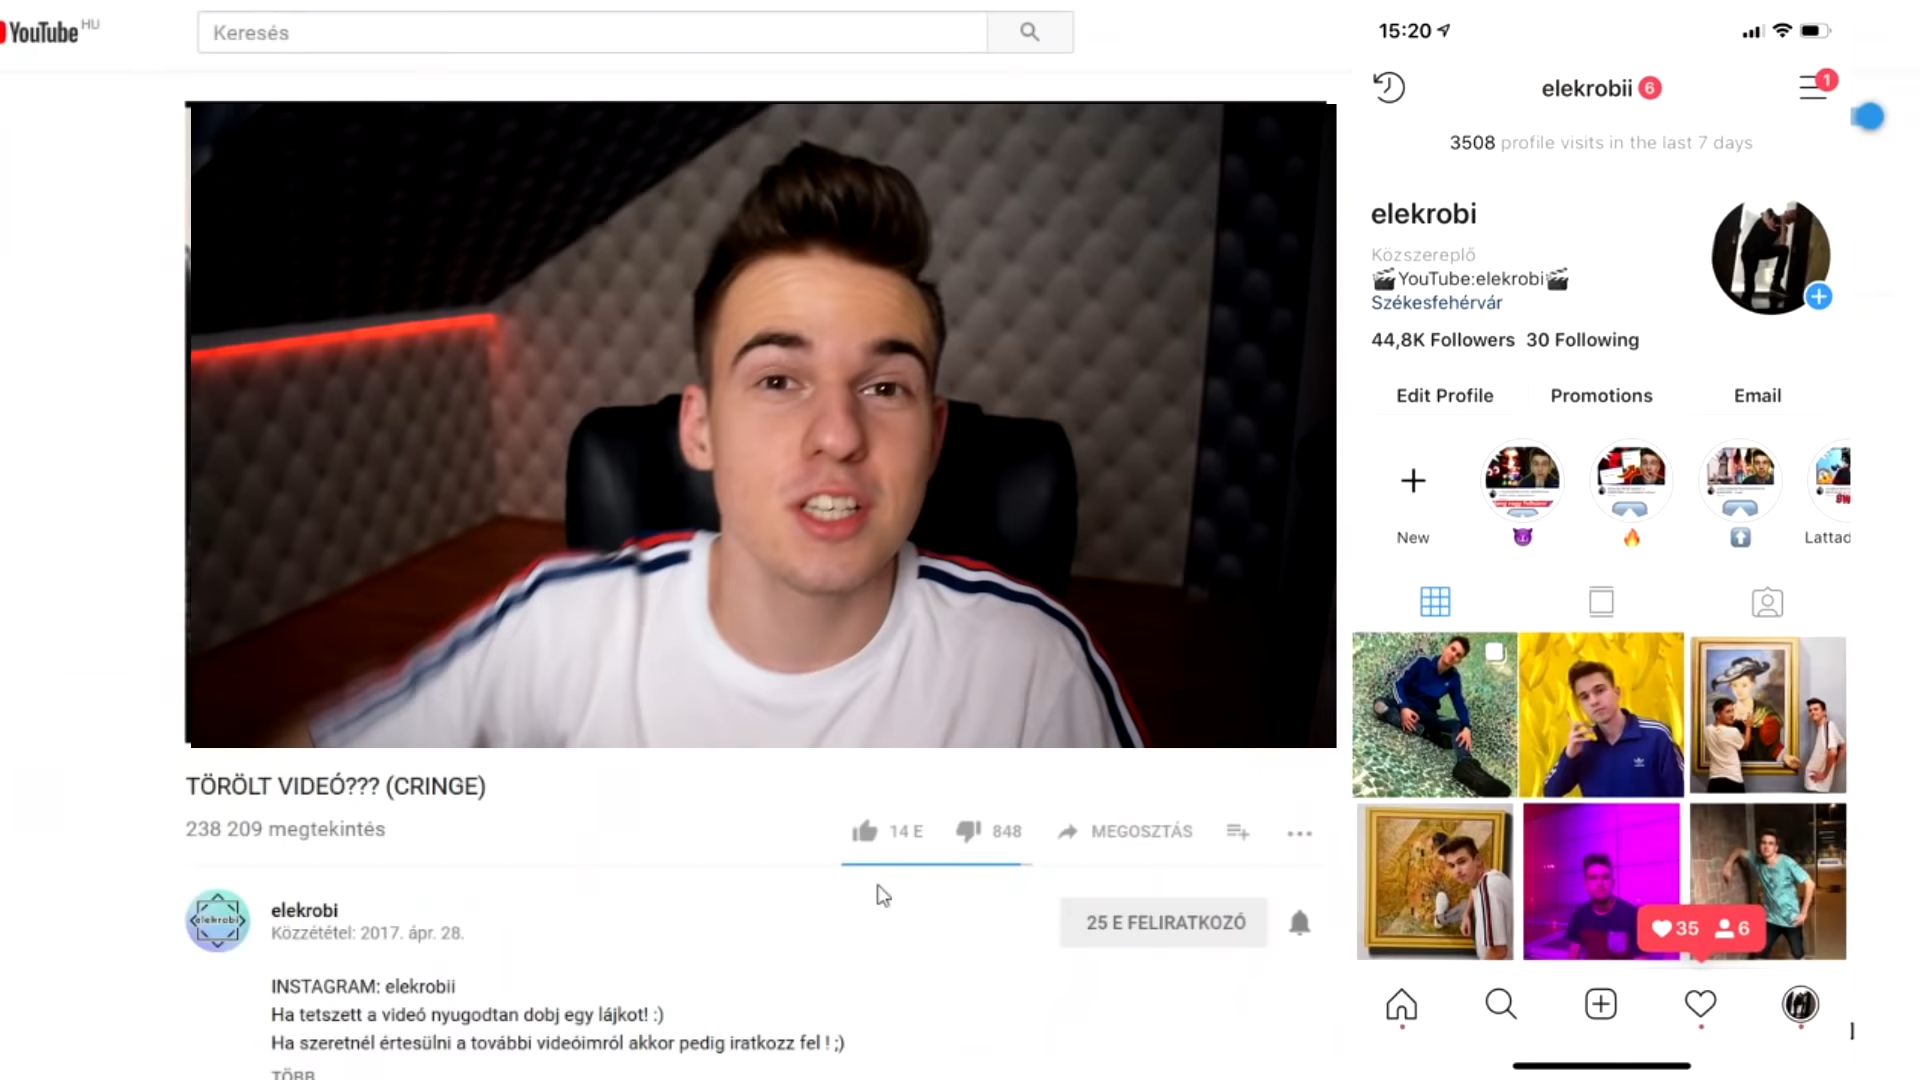 YouTube HU
Keresés
TÖRÖLT VIDEÓ??? (CRINGE)
238 209 megtekintés
14 E
848
MEGOSZTÁS
elekrobi
elekrobi
Közzététel: 2017. ápr. 28.
25 E FELIRATKOZÓ
INSTAGRAM: elekrobii
Ha tetszett a videó nyugodtan dobj egy lájkot! :)
Ha szeretnél értesülni a további videóimról akkor pedig iratkozz fel ! ;)
TÖBB
15:20
elekrobii 6
1
3508 profile visits in the last 7 days
elekrobi
Közszereplő
YouTube:elekrobi
Székesfehérvár
44,8K Followers 30 Following
Edit Profile
Promotions
Email
New
Lattad
35 6